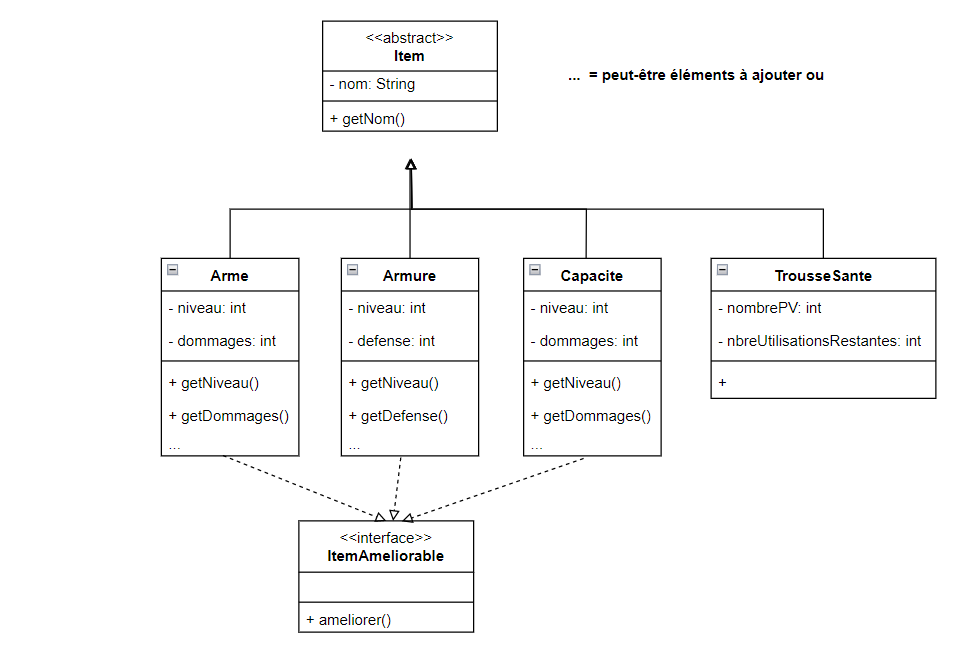 <<abstract>>
Item
- nom: String
+ getNom()
... = peut-être éléments à ajouter ou
Arme
- niveau: int
- dommages: int
+ getNiveau()
+ getDommages()
...
Armure
- niveau: int
- defense: int
+ getNiveau()
+ getDefense()
...
Capacite
- niveau: int
- dommages: int
+ getNiveau()
+ getDommages()
...
TrousseSante
- nombrePV: int
- nbreUtilisationsRestantes: int
+
<<interface>>
ItemAmeliorable
+ ameliorer()